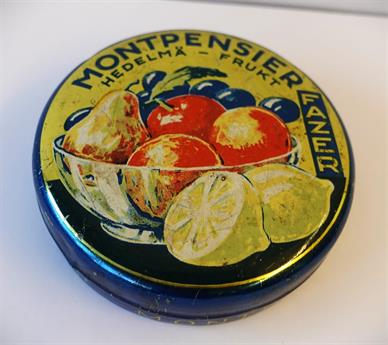 MONTPENSIER
HEDELMÄ – FRUKT
FAZER